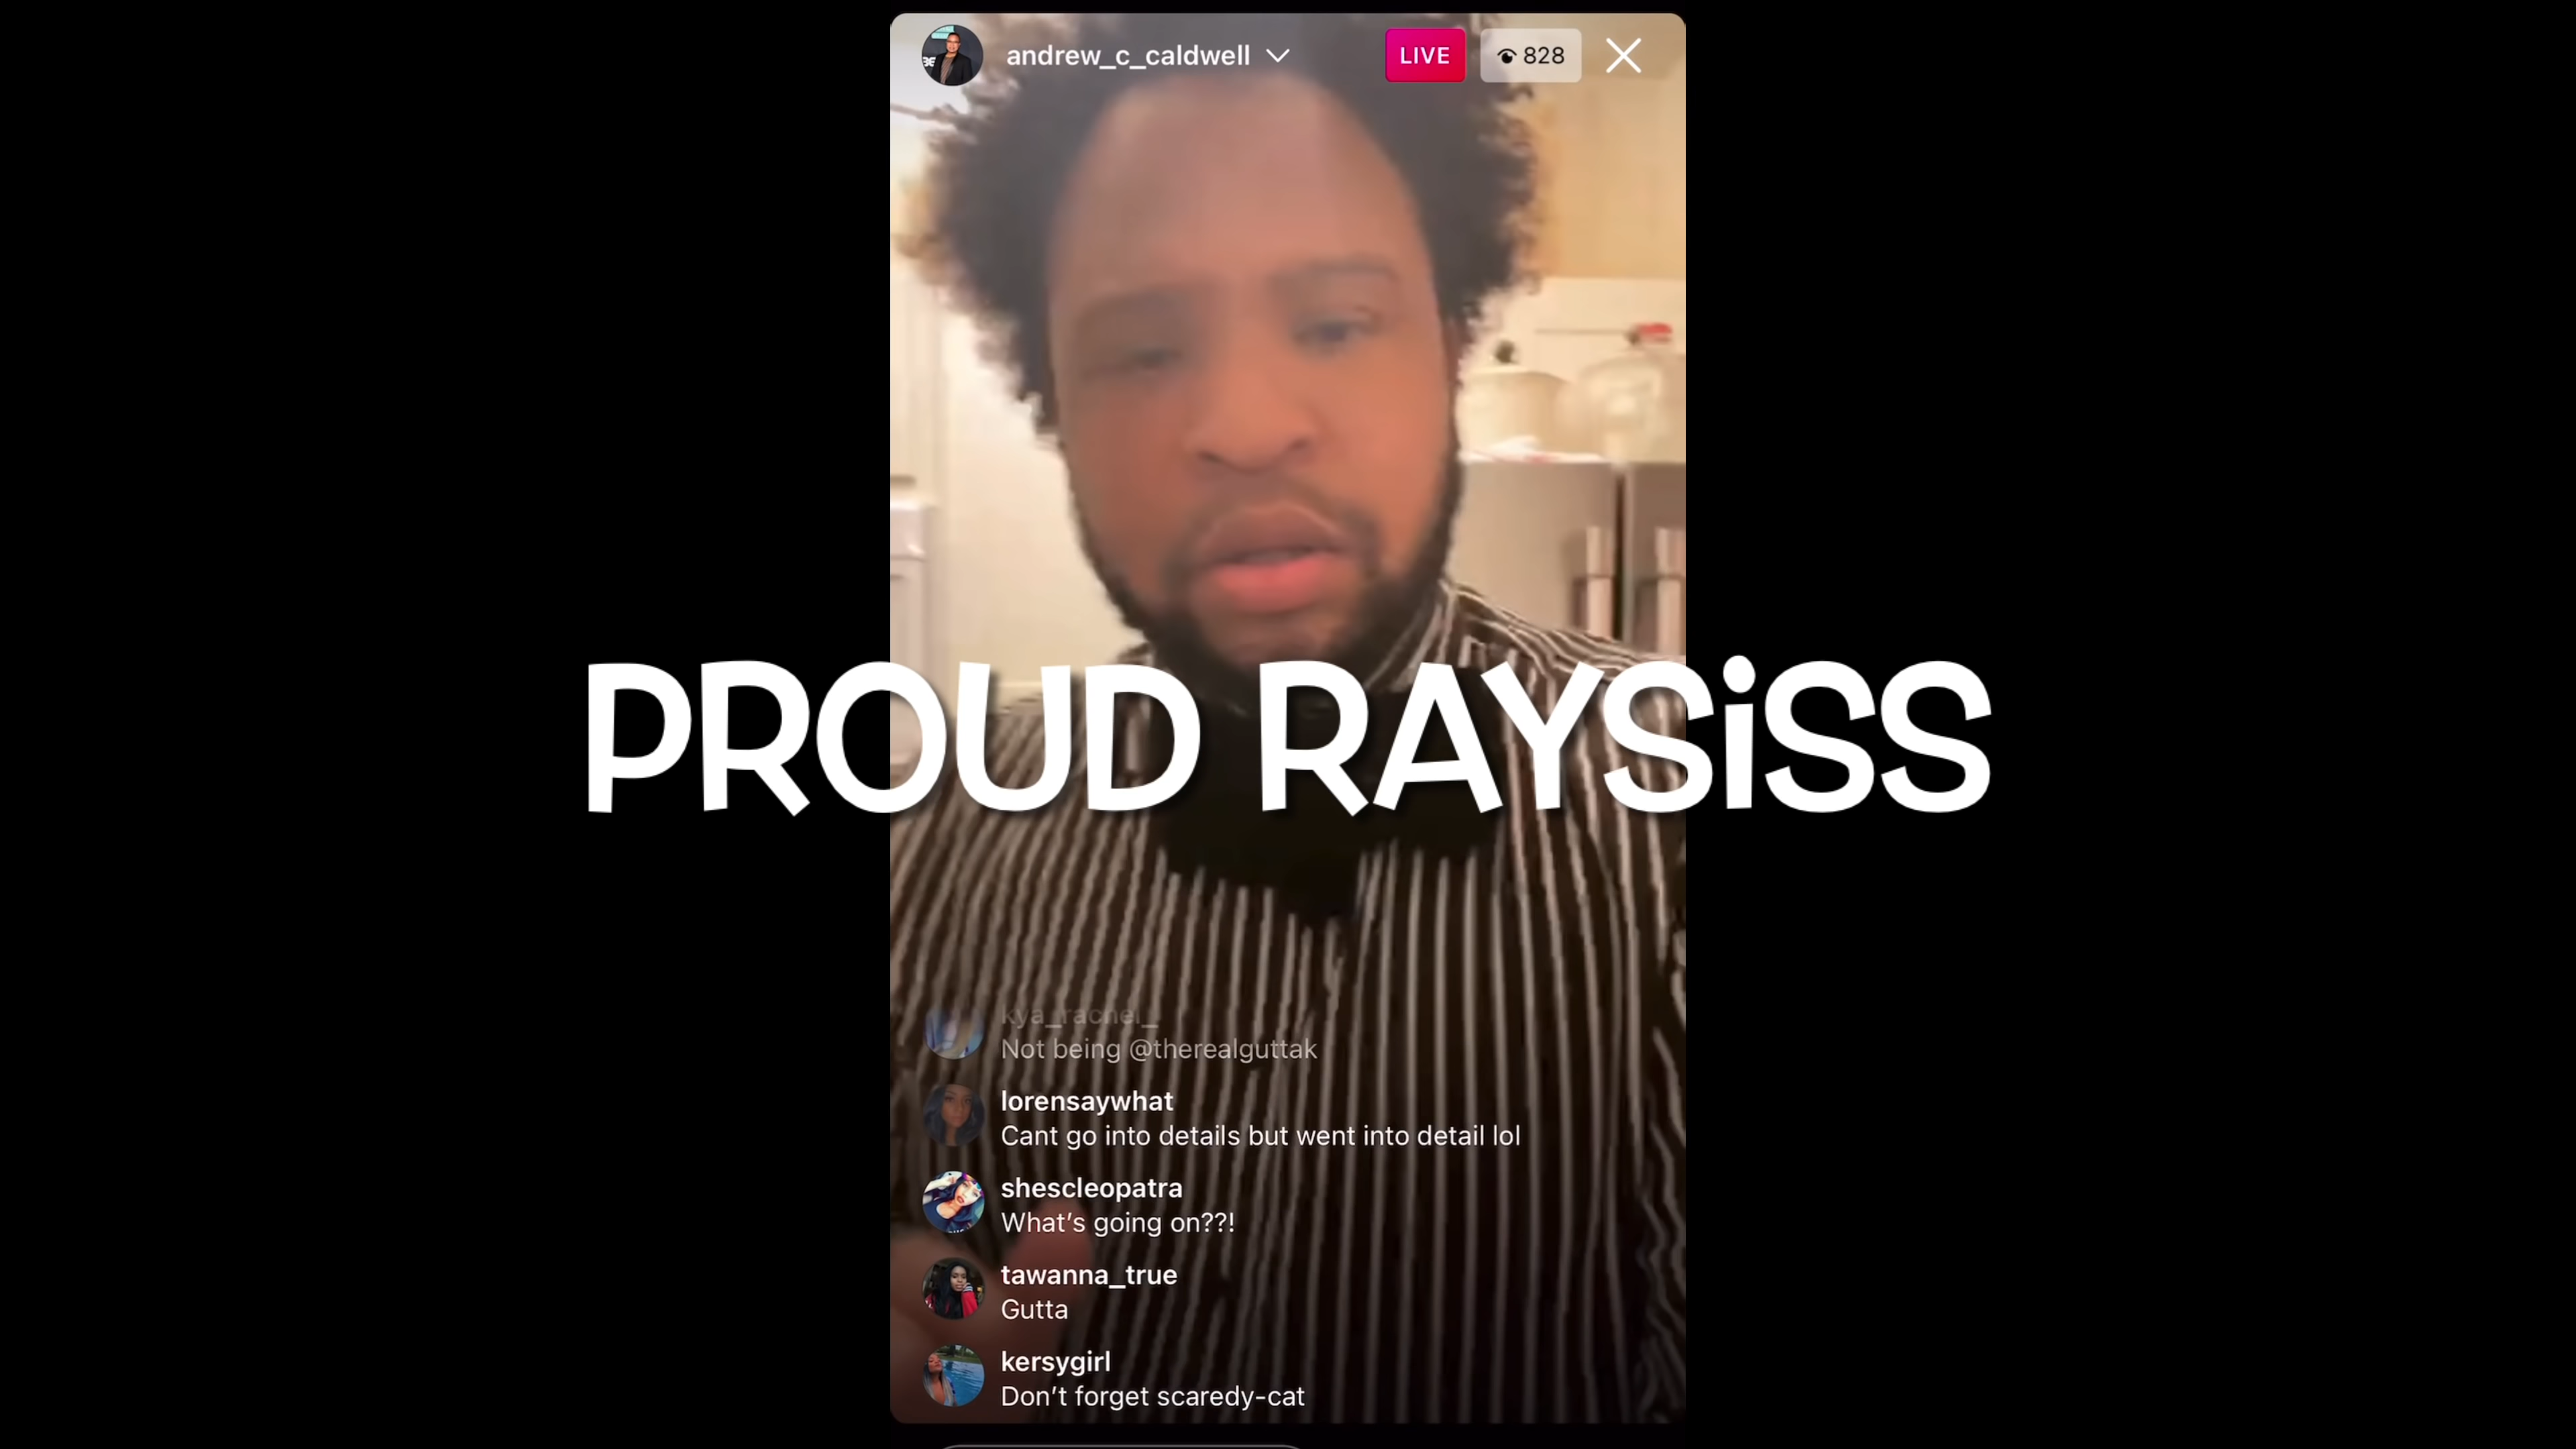 andrew_c_caldwell
LIVE
828
PROUD RAYSiSS
kya_rachel_
Not being @therealguttak
lorensaywhat
Cant go into details but went into detail lol
shescleopatra
What's going on??!
tawanna_true
Gutta
kersygirl
Don't forget scaredy-cat